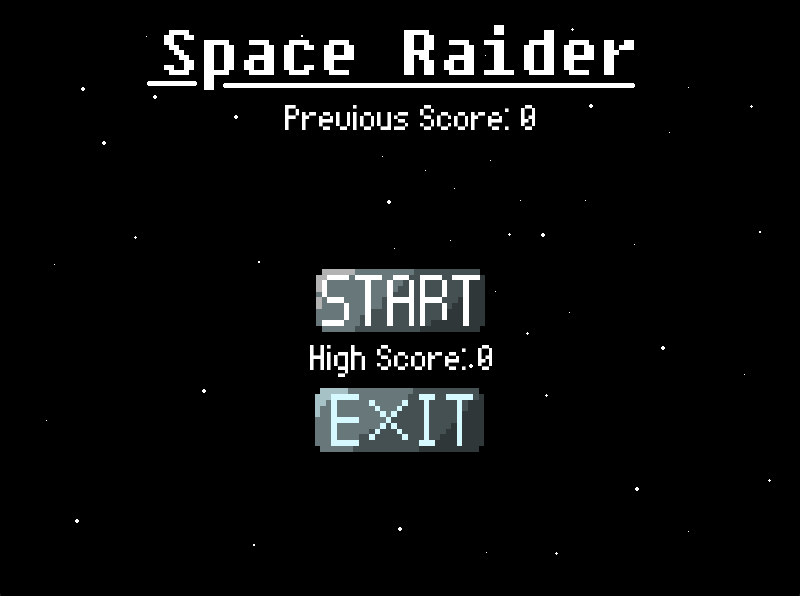 Space Raider
Previous Score: 0
START
High Score: 0
EXIT